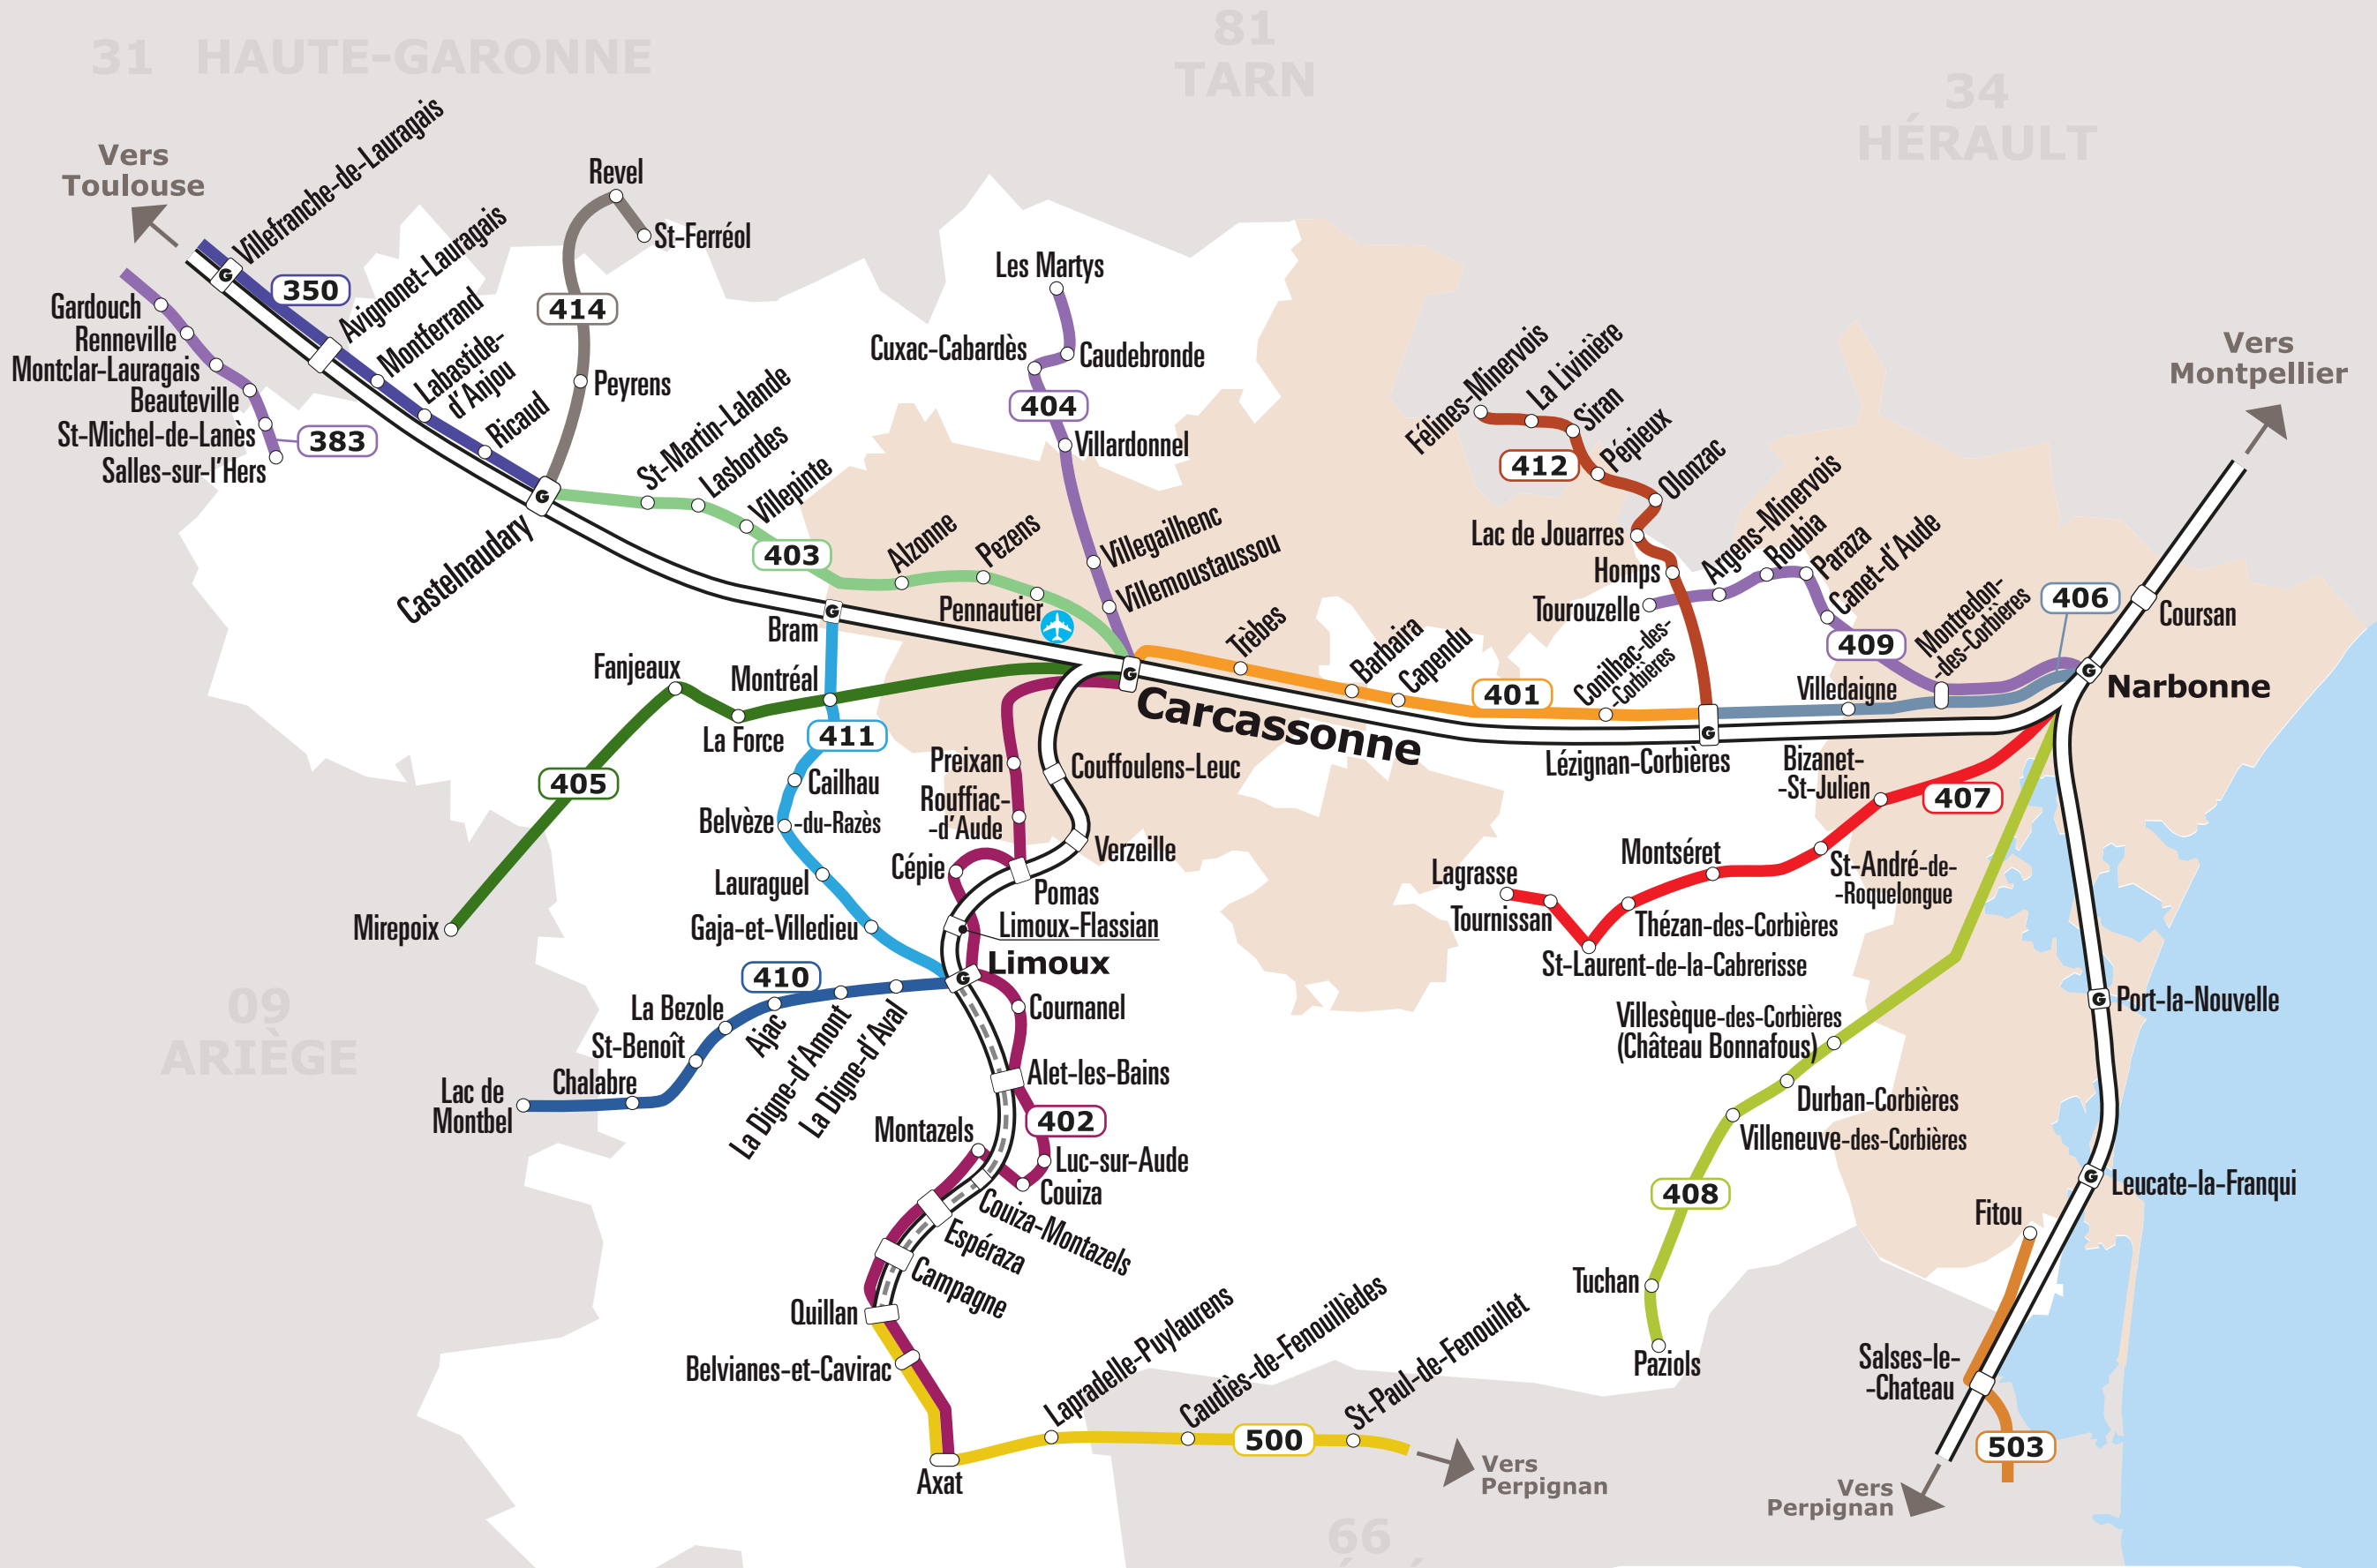 31 HAUTE-GARONNE
81
TARN
34
HÉRAULT
Vers
Toulouse
Villefranche-de-Lauragais
350
Avignonet-Lauragais
Montferrand
Labastide-
d'Anjou
Ricaud
Gardouch
Renneville
Montclar-Lauragais
Beauteville
St-Michel-de-Lanès
Salles-sur-l'Hers
383
Revel
St-Ferréol
414
Peyrens
Castelnaudary
St-Martin-Lalande
Lasbordes
Villepinte
403
Alzonne
Pezens
Pennautier
Les Martys
Cuxac-Cabardès
Caudebronde
404
Villardonnel
Villegailhenc
Villemoustaussou
Bram
Fanjeaux
Montréal
La Force
405
Mirepoix
411
Cailhau
Belvèze
-du-Razès
Lauraguel
Gaja-et-Villedieu
Carcassonne
Trèbes
Barbaira
Capendu
401
Conilhac-des-
-Corbières
Lézignan-Corbières
Félines-Minervois
La Livinière
Siran
412
Pépieux
Olonzac
Lac de Jouarres
Homps
Tourouzelle
Argens-Minervois
Roubia
Paraza
Canet-d'Aude
409
Montredon-
-des-Corbières
406
Villedaigne
Vers
Montpellier
Coursan
Narbonne
Preixan
Rouffiac-
-d'Aude
Couffoulens-Leuc
Verzeille
Cépie
Pomas
Limoux-Flassian
Limoux
410
La Bezole
St-Benoît
Ajac
La Digne-d'Amont
La Digne-d'Aval
Chalabre
Lac de
Montbel
09
ARIÈGE
Cournanel
Alet-les-Bains
402
Montazels
Luc-sur-Aude
Couiza
Couiza-Montazels
Espéraza
Campagne
Quillan
Belvianes-et-Cavirac
Axat
Lapradelle-Puylaurens
Caudiès-de-Fenouillèdes
500
St-Paul-de-Fenouillet
Vers
Perpignan
66
Bizanet-
-St-Julien
407
St-André-de-
-Roquelongue
Montséret
Lagrasse
Tournissan
Thézan-des-Corbières
St-Laurent-de-la-Cabrerisse
Villesèque-des-Corbières
(Château Bonnafous)
Durban-Corbières
Villeneuve-des-Corbières
408
Tuchan
Paziols
Port-la-Nouvelle
Leucate-la-Franqui
Fitou
Salses-le-
-Chateau
503
Vers
Perpignan
G
G
G
G
G
G
G
G
G